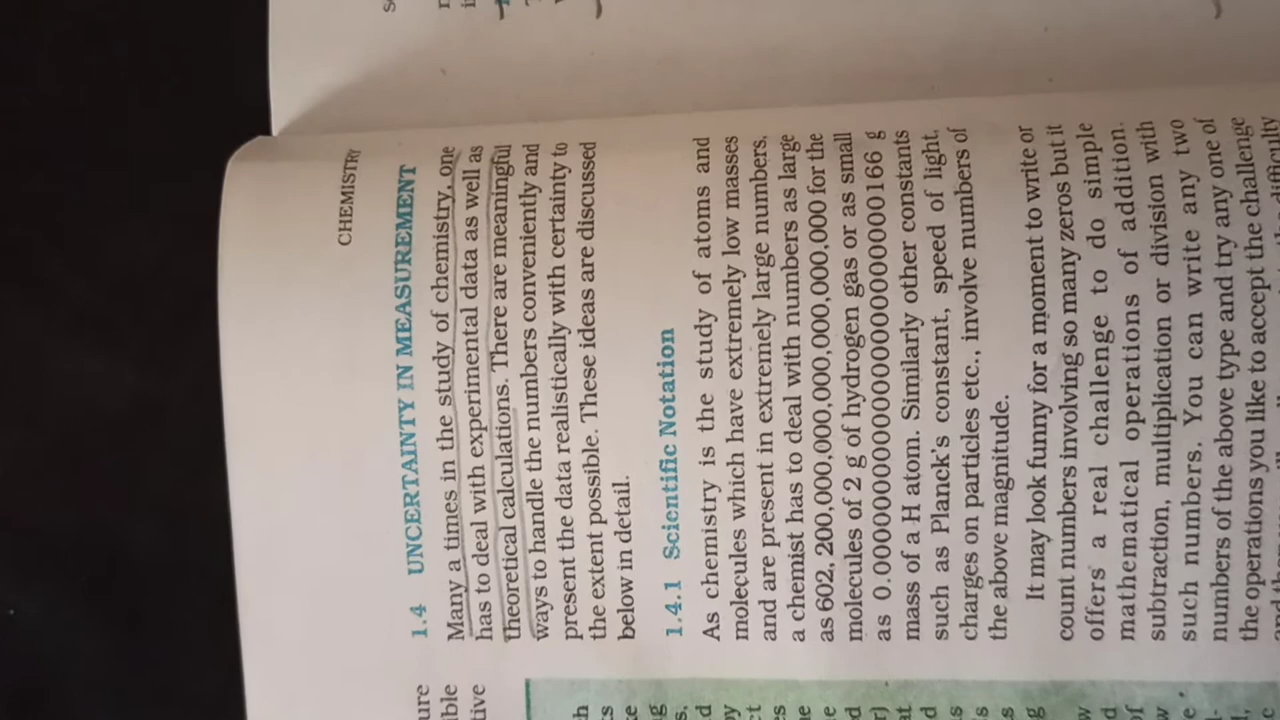 CHEMISTRY
1.4 UNCERTAINTY IN MEASUREMENT
Many a times in the study of chemistry, one
has to deal with experimental data as well as
theoretical calculations. There are meaningful
ways to handle the numbers conveniently and
present the data realistically with certainty to
the extent possible. These ideas are discussed
below in detail.
1.4.1 Scientific Notation
As chemistry is the study of atoms and
molecules which have extremely low masses
and are present in extremely large numbers,
a chemist has to deal with numbers as large
as 602, 200,000,000,000,000,000,000 for the
molecules of 2 g of hydrogen gas or as small
as 0.00000000000000000000000166 g
mass of a H atom. Similarly other constants
such as Planck's constant, speed of light,
charges on particles etc., involve numbers of
the above magnitude.
It may look funny for a moment to write or
count numbers involving so many zeros but it
offers a real challenge to do simple
mathematical operations of addition,
subtraction, multiplication or division with
such numbers. You can write any two
numbers of the above type and try any one of
the operations you like to accept the challenge
difficulty